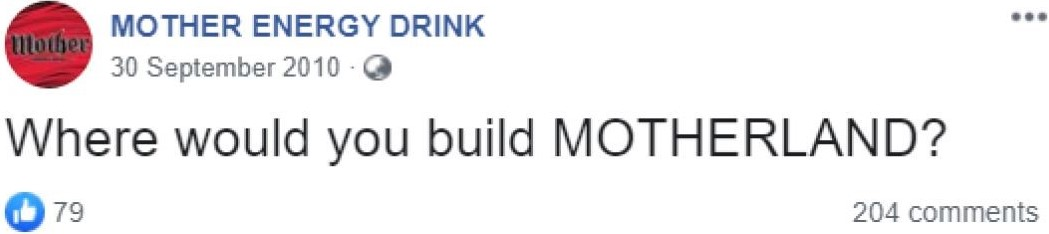 Mother
MOTHER ENERGY DRINK
30 September 2010 ·
Where would you build MOTHERLAND?
79
204 comments